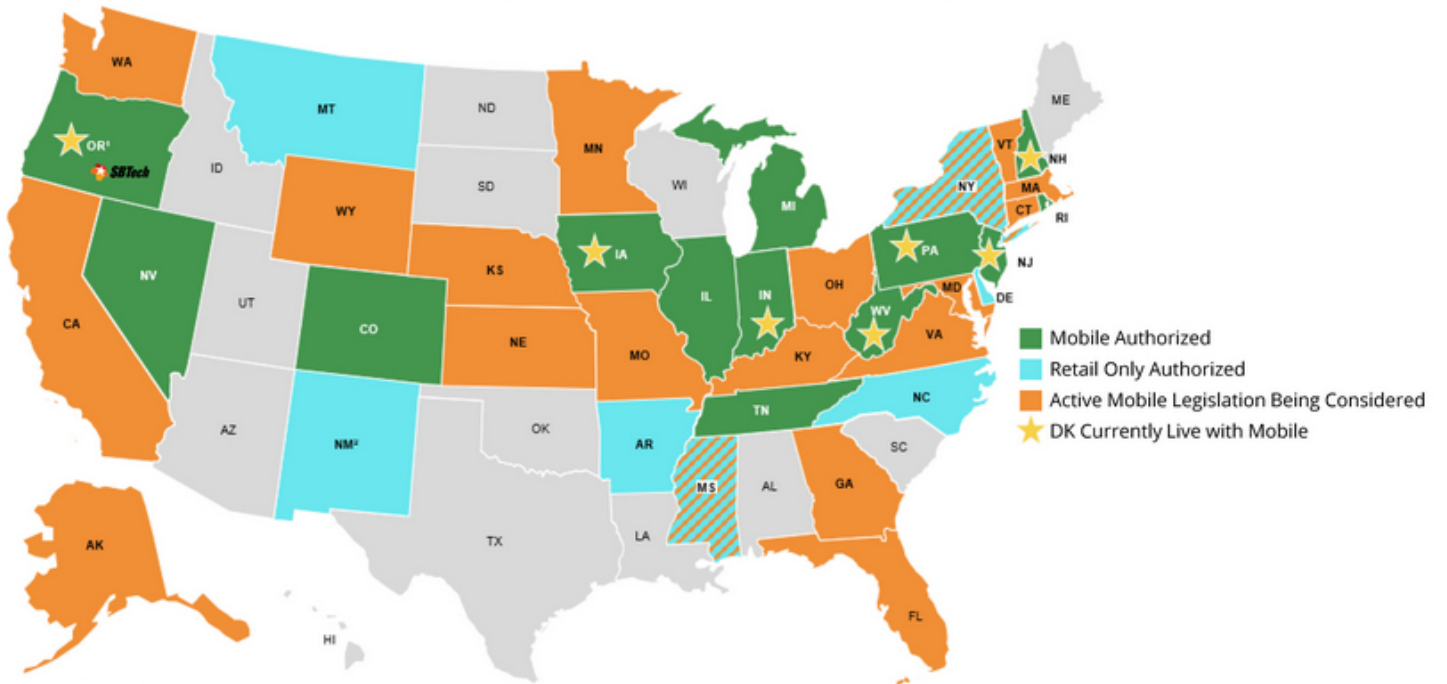 WA
MT
ND
MN
ME
OR¹
SBTech
ID
SD
WI
MI
VT
NH
NY
MA
CT
RI
WY
IA
PA
NJ
NV
UT
CO
KS
NE
IL
IN
OH
WV
MD
DE
VA
CA
MO
KY
AZ
NM²
OK
AR
TN
NC
SC
MS
AL
GA
TX
LA
FL
AK
HI
Mobile Authorized
Retail Only Authorized
Active Mobile Legislation Being Considered
DK Currently Live with Mobile